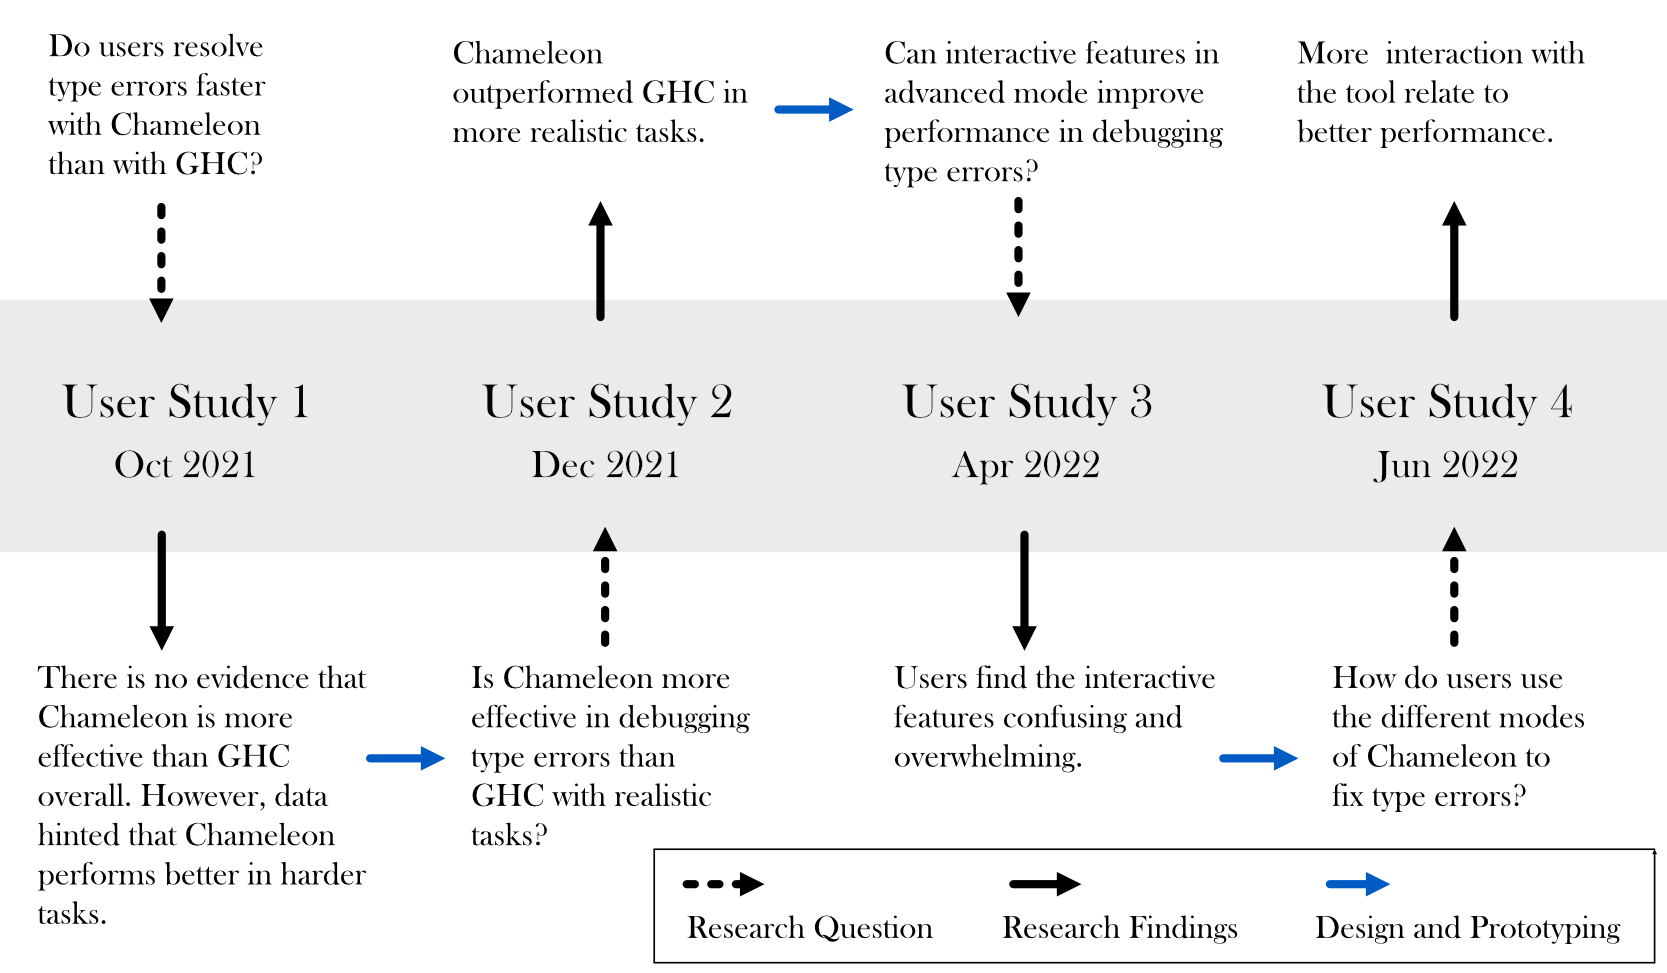 Do users resolve
type errors faster
with Chameleon
than with GHC?
Chameleon
outperformed GHC in
more realistic tasks.
Can interactive features in
advanced mode improve
performance in debugging
type errors?
More  interaction with
the tool relate to
better performance.
User Study 1
Oct 2021
User Study 2
Dec 2021
User Study 3
Apr 2022
User Study 4
Jun 2022
There is no evidence that
Chameleon is more
effective than GHC
overall. However, data
hinted that Chameleon
performs better in harder
tasks.
Is Chameleon more
effective in debugging
type errors than
GHC with realistic
tasks?
Users find the interactive
features confusing and
overwhelming.
How do users use
the different modes
of Chameleon to
fix type errors?
Research Question
Research Findings
Design and Prototyping